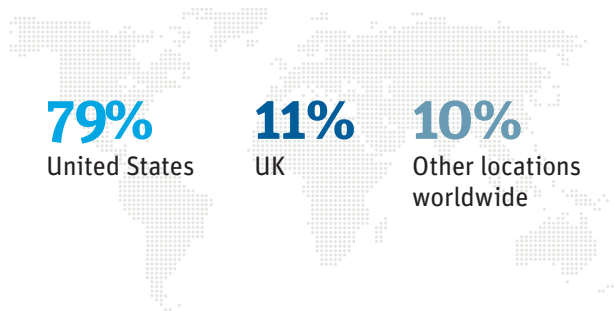 79%
United States
11%
UK
10%
Other locations
worldwide